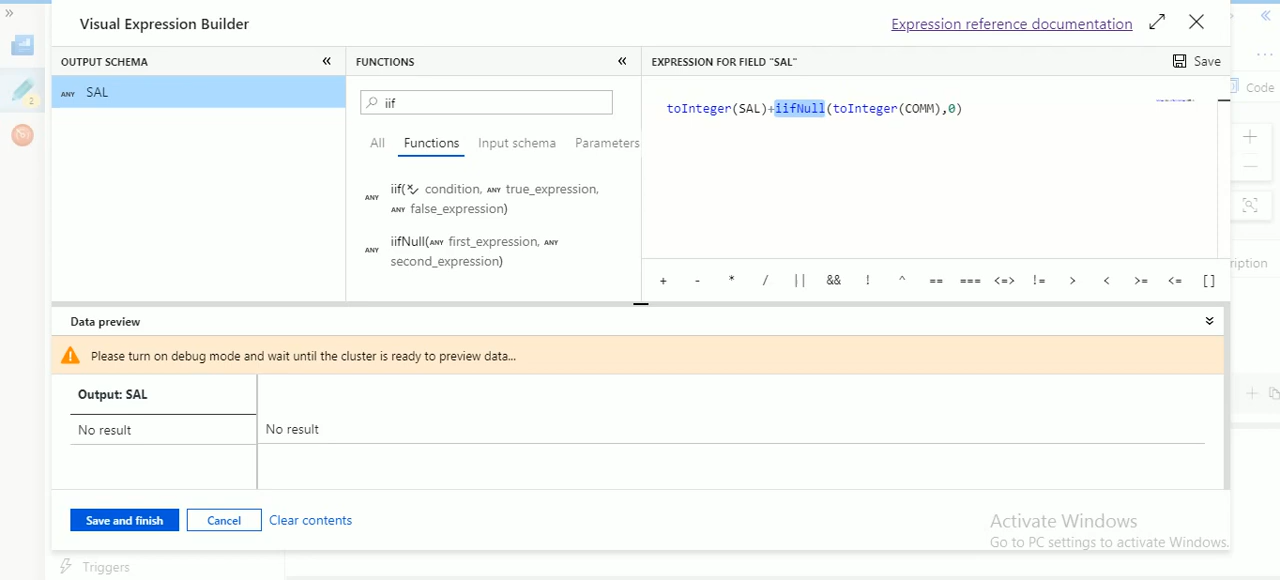 Visual Expression Builder
Expression reference documentation
OUTPUT SCHEMA
«
FUNCTIONS
«
EXPRESSION FOR FIELD "SAL"
Save
ANY SAL
iif
toInteger(SAL)+iifNull(toInteger(COMM),0)
All Functions Input schema Parameters
ANY iif( condition, ANY true_expression,
ANY false_expression)
ANY iifNull(ANY first_expression, ANY
second_expression)
+ - * / || && ! ^ == === <=> != > < >= <= []
Data preview
Please turn on debug mode and wait until the cluster is ready to preview data...
Output: SAL
No result
No result
Save and finish
Cancel
Clear contents
Activate Windows
Go to PC settings to activate Windows.
Triggers
Code
ription
2